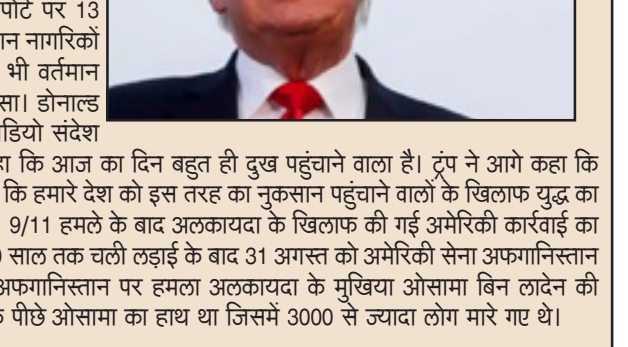 पोर्ट पर 13
नागरिकों
भी वर्तमान
डोनाल्ड
संदेश
कि आज का दिन बहुत ही दुख पहुंचाने वाला है। ट्रंप ने आगे कहा कि
कि हमारे देश को इस तरह का नुकसान पहुंचाने वालों के खिलाफ युद्ध का
9/11 हमले के बाद अलकायदा के खिलाफ की गई अमेरिकी कार्रवाई का
साल तक चली लड़ाई के बाद 31 अगस्त को अमेरिकी सेना अफगानिस्तान
अफगानिस्तान पर हमला अलकायदा के मुखिया ओसामा बिन लादेन की
पीछे ओसामा का हाथ था जिसमें 3000 से ज्यादा लोग मारे गए थे।